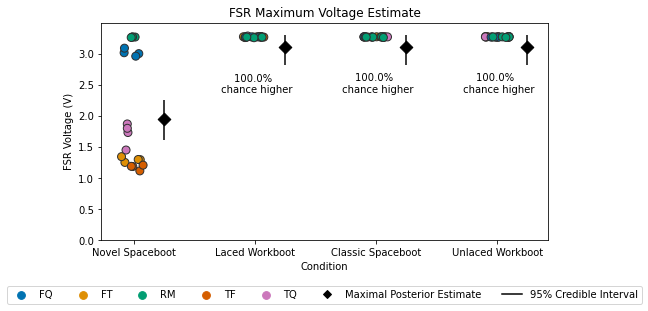 FSR Maximum Voltage Estimate
3.0
2.5
2.0
1.5
1.0
0.5
0.0
FSR Voltage (V)
100.0%
chance higher
100.0%
chance higher
100.0%
chance higher
Novel Spaceboot
Laced Workboot
Classic Spaceboot
Unlaced Workboot
Condition
FQ
FT
RM
TF
TQ
Maximal Posterior Estimate
95% Credible Interval